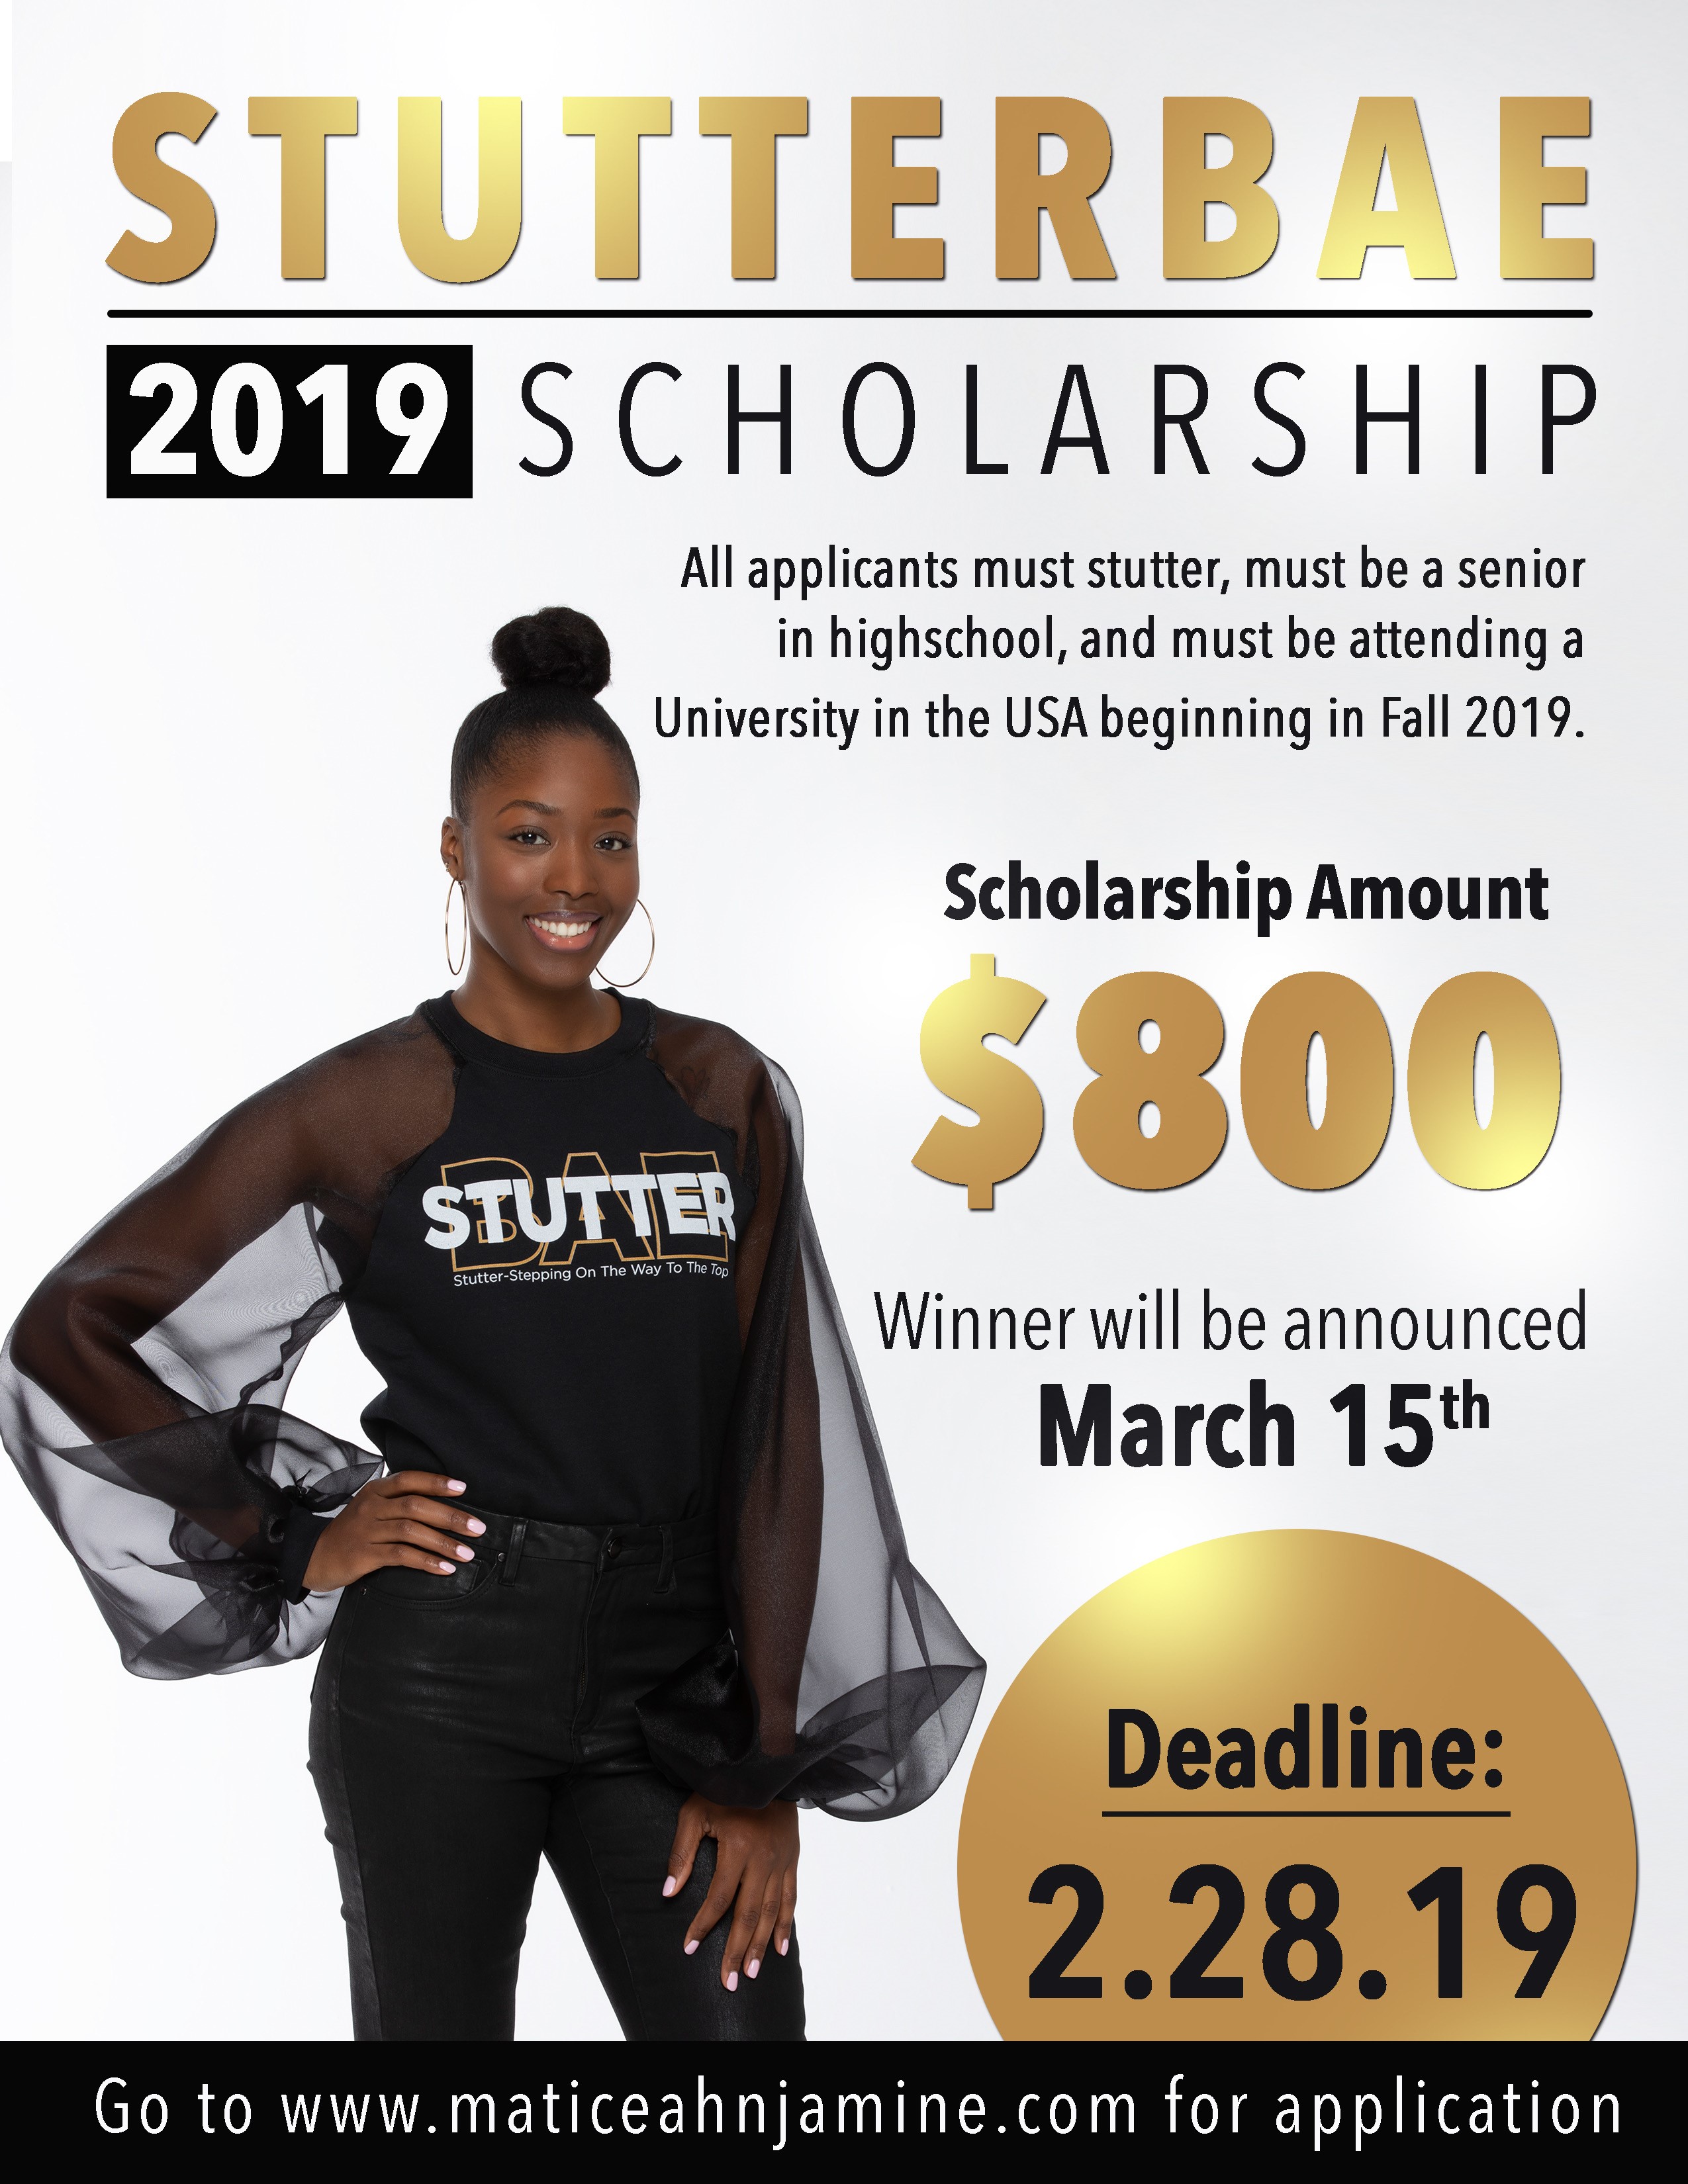 STUTTERBAE
2019 SCHOLARSHIP
All applicants must stutter, must be a senior
in highschool, and must be attending a
University in the USA beginning in Fall 2019.
Scholarship Amount
$800
BAE
STUTTER
Stutter-Stepping On The Way To The Top
Winner will be announced
March 15th
Deadline:
2.28.19
Go to www.maticeahnjamine.com for application